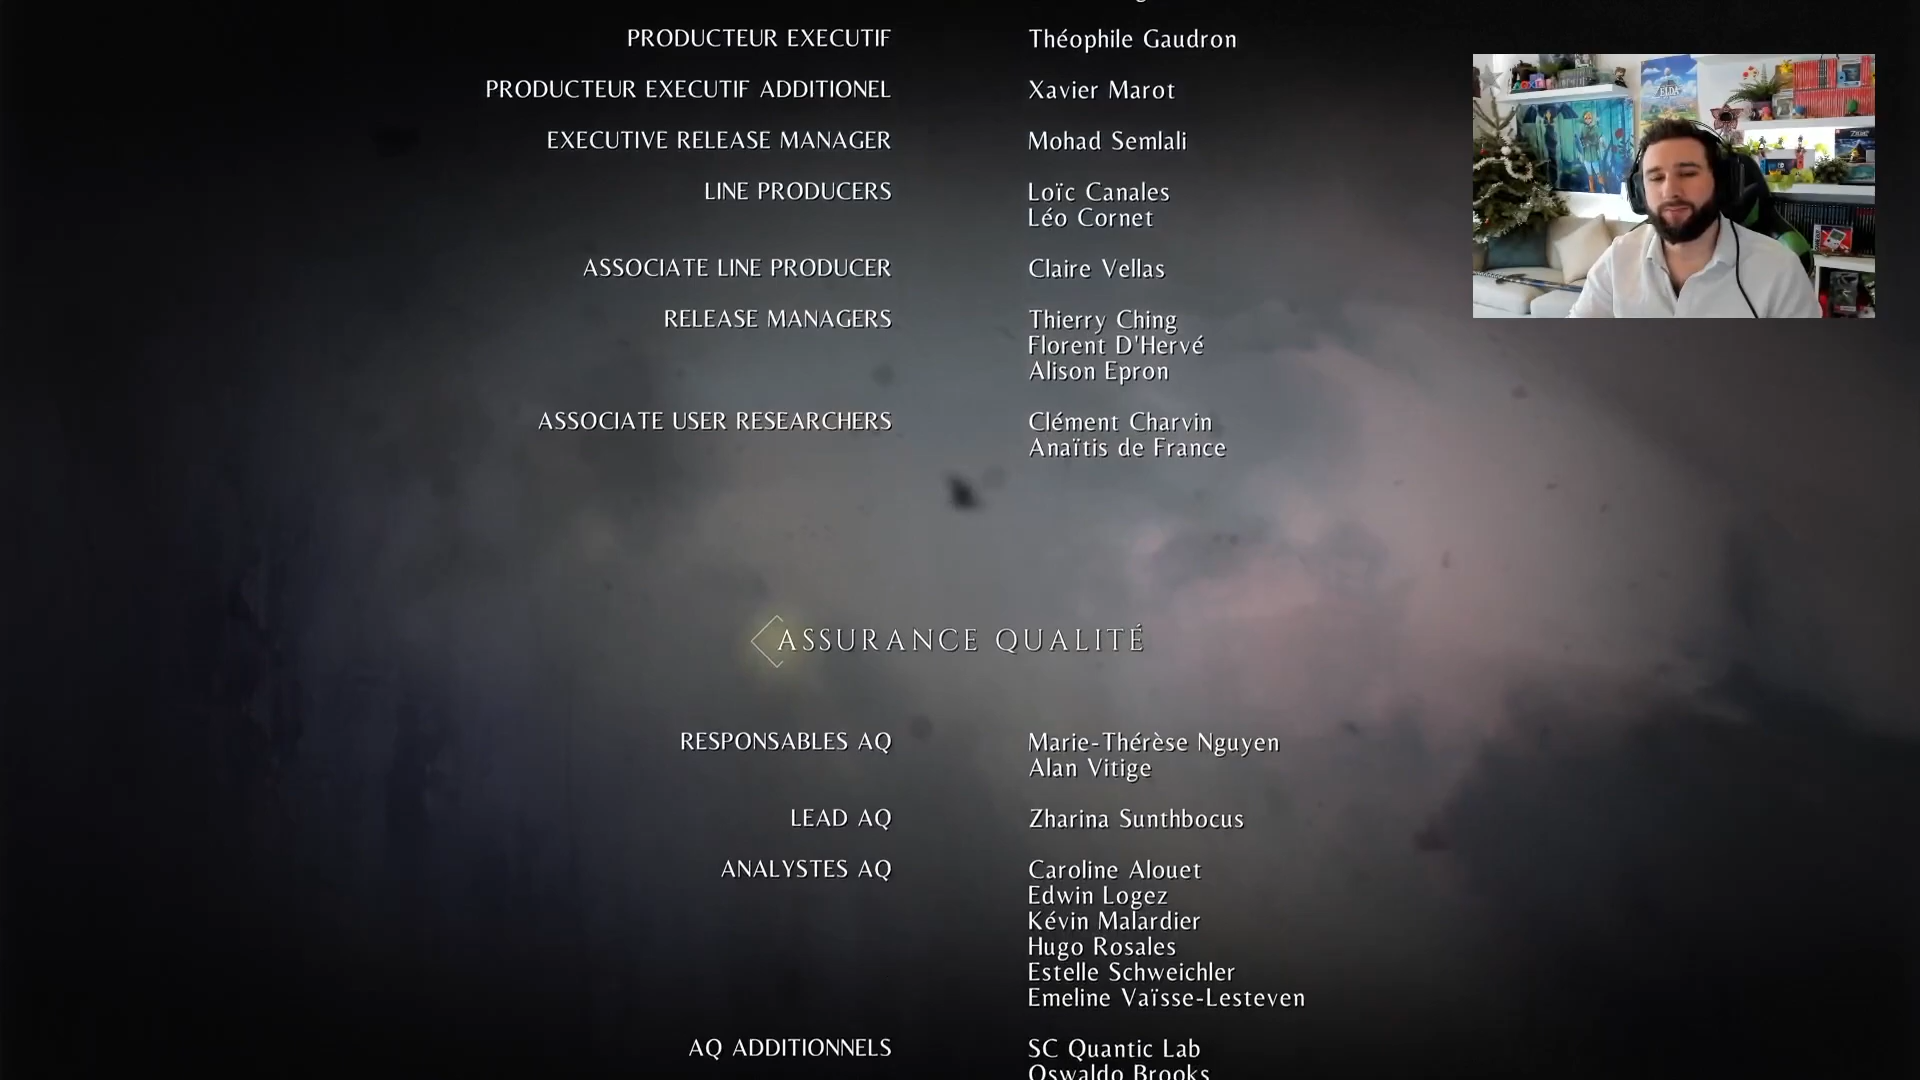 PRODUCTEUR EXECUTIF Théophile Gaudron
PRODUCTEUR EXECUTIF ADDITIONEL Xavier Marot
EXECUTIVE RELEASE MANAGER Mohad Semlali
LINE PRODUCERS Loïc Canales
Léo Cornet
ASSOCIATE LINE PRODUCER Claire Vellas
RELEASE MANAGERS Thierry Ching
Florent D'Hervé
Alison Epron
ASSOCIATE USER RESEARCHERS Clément Charvin
Anaïtis de France
ASSURANCE QUALITÉ
RESPONSABLES AQ Marie-Thérèse Nguyen
Alan Vitige
LEAD AQ Zharina Sunthbocus
ANALYSTES AQ Caroline Alouet
Edwin Logez
Kévin Malardier
Hugo Rosales
Estelle Schweichler
Emeline Vaïsse-Lesteven
AQ ADDITIONNELS SC Quantic Lab
Oswaldo Brooks
ZELDA